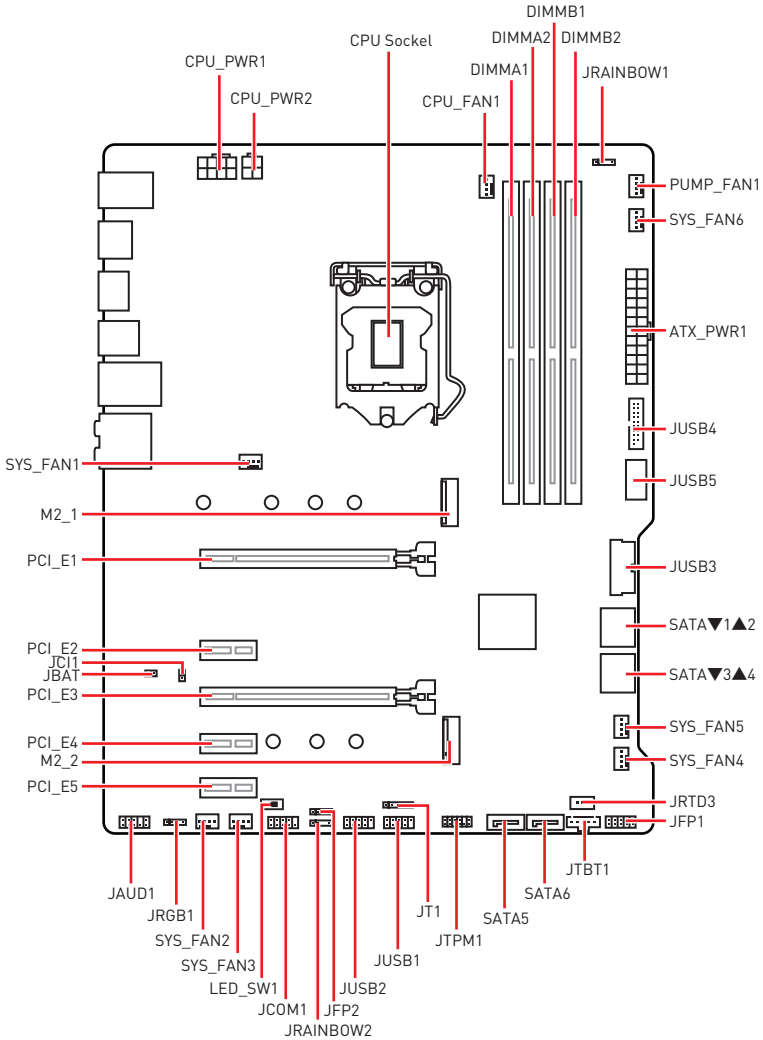 DIMMB1
CPU Sockel
DIMMA2
DIMMB2
CPU_PWR1
DIMMA1
JRAINBOW1
CPU_PWR2
CPU_FAN1
PUMP_FAN1
SYS_FAN6
ATX_PWR1
JUSB4
SYS_FAN1
JUSB5
M2_1
PCI_E1
JUSB3
SATA▼1▲2
PCI_E2
JCI1
JBAT
SATA▼3▲4
PCI_E3
SYS_FAN5
PCI_E4
M2_2
SYS_FAN4
PCI_E5
JRTD3
JFP1
JTBT1
JAUD1
SATA6
JT1
JRGB1
SATA5
SYS_FAN2
JTPM1
JUSB1
SYS_FAN3
LED_SW1
JUSB2
JCOM1
JFP2
JRAINBOW2